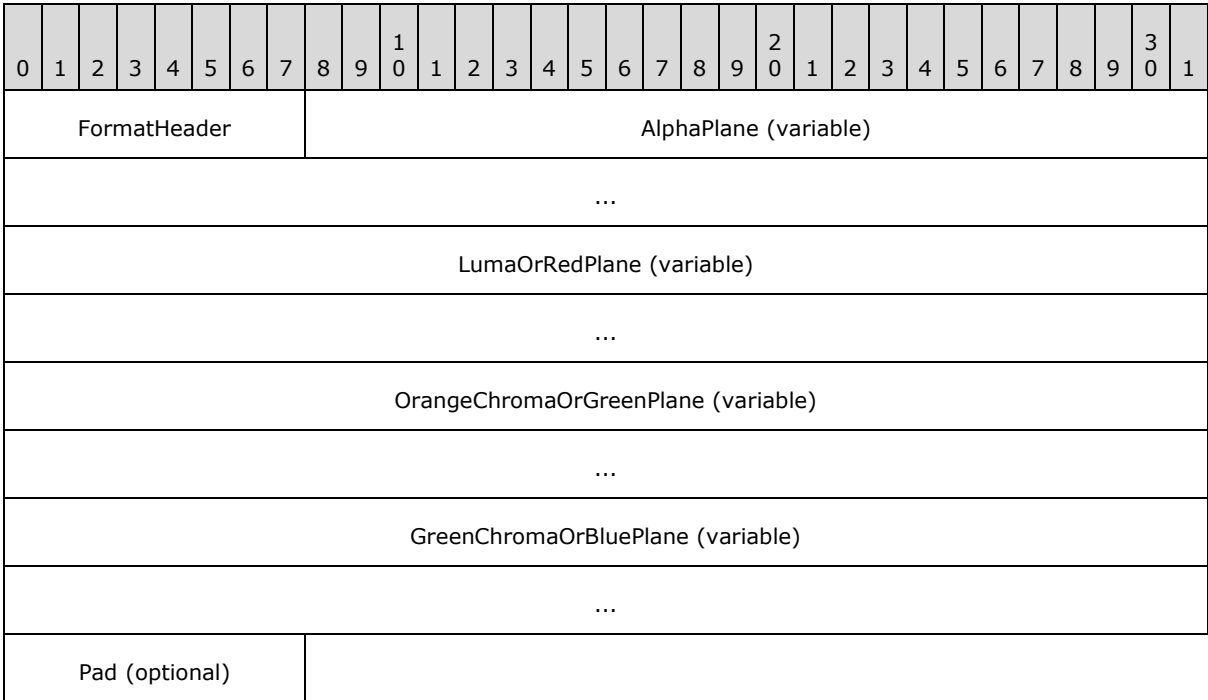 0 1 2 3 4 5 6 7 8 9 1 0 1 2 3 4 5 6 7 8 9 2 0 1 2 3 4 5 6 7 8 9 3 0 1
FormatHeader AlphaPlane (variable)
...
LumaOrRedPlane (variable)
...
OrangeChromaOrGreenPlane (variable)
...
GreenChromaOrBluePlane (variable)
...
Pad (optional)